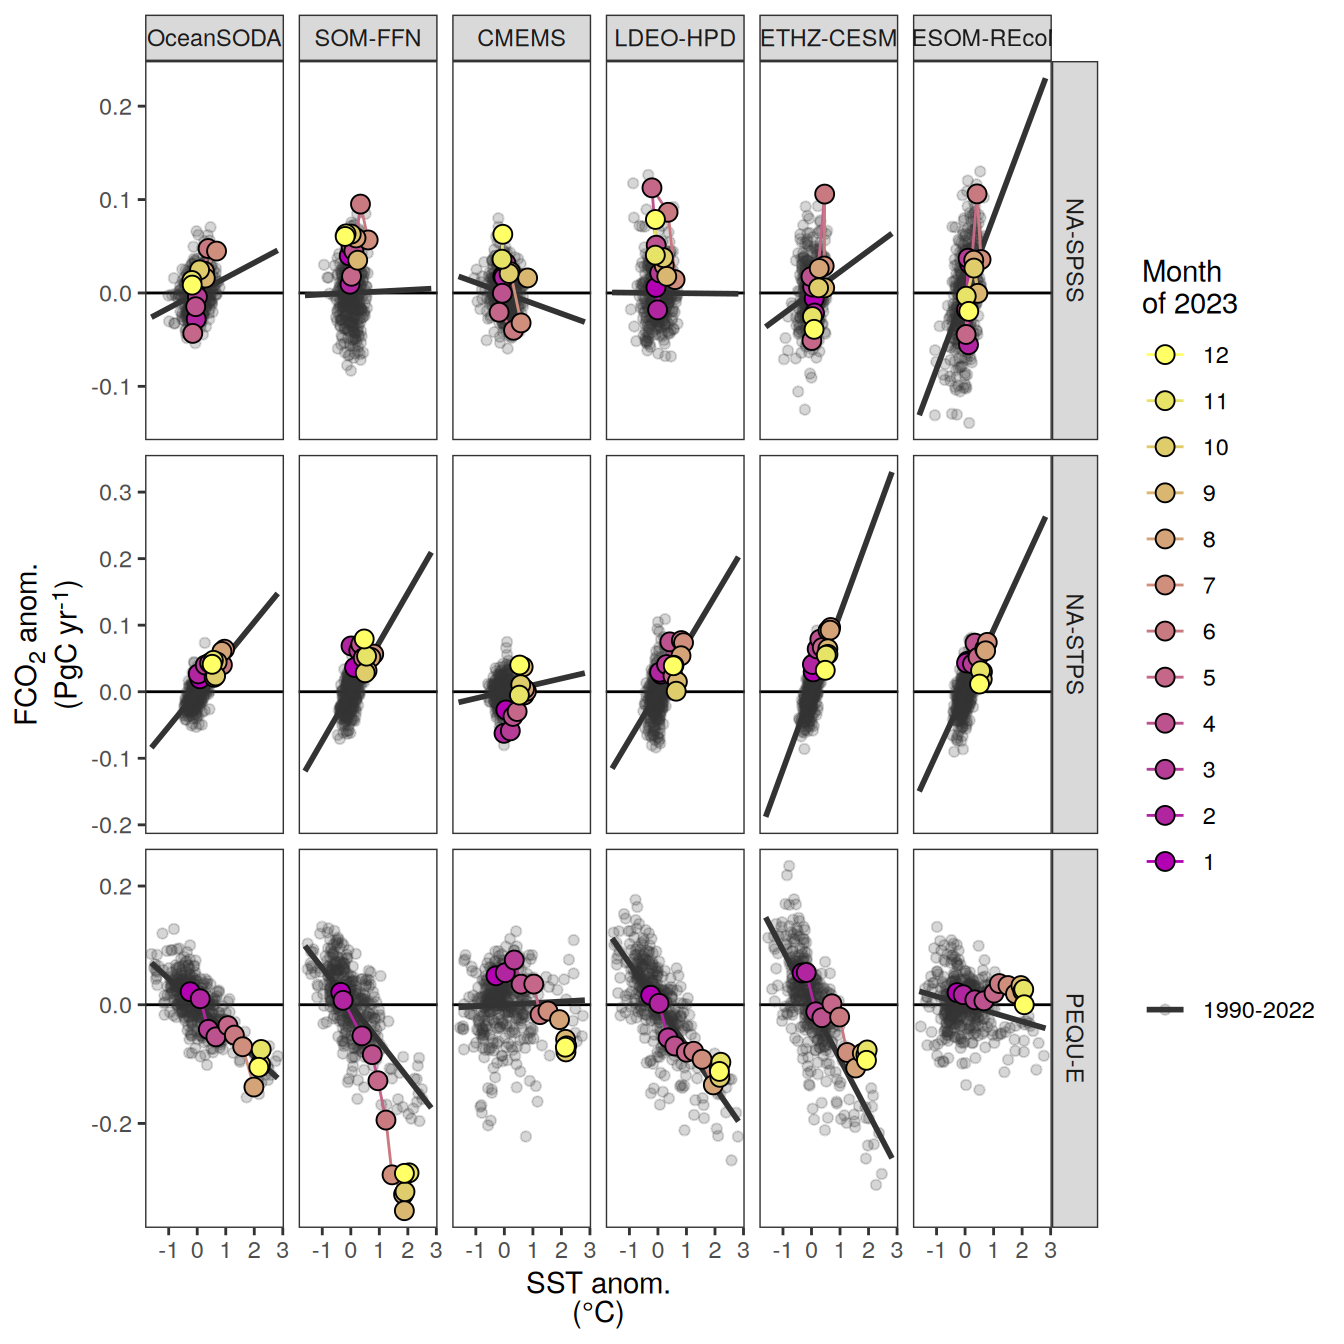 OceanSODA SOM-FFN CMEMS LDEO-HPD ETHZ-CESM ESOM-REcol
0.2
0.1
0.0
-0.1
NA-SPSS
0.3
0.2
0.1
0.0
-0.1
-0.2
NA-STPS
0.2
0.0
-0.2
PEQU-E
-1 0 1 2 3 -1 0 1 2 3 -1 0 1 2 3 -1 0 1 2 3 -1 0 1 2 3 -1 0 1 2 3
SST anom.
(°C)
FCO₂ anom.
(PgC yr⁻¹)
Month
of 2023
12
11
10
9
8
7
6
5
4
3
2
1
1990-2022